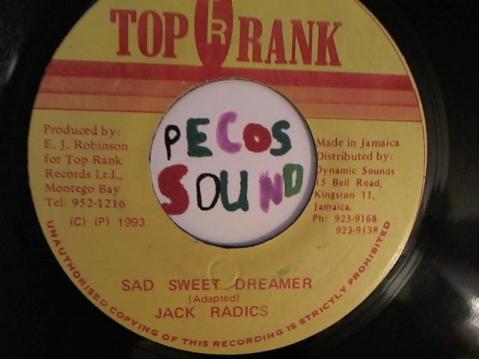 TOP RANK
Produced by:
E. J. Robinson
for Top Rank
Records Ltd.,
Montego Bay
Tel: 952-1216
(C) (P) 1993
PECOS
SOUND
Made in Jamaica
Distributed by:
Dynamic Sounds
15 Bell Road,
Kingston 11,
Jamaica.
Ph: 923-9168
923-9138
SAD SWEET DREAMER
(Adapted)
JACK RADICS
UNAUTHORISED COPYING OF THIS RECORDING IS STRICTLY PROHIBITED